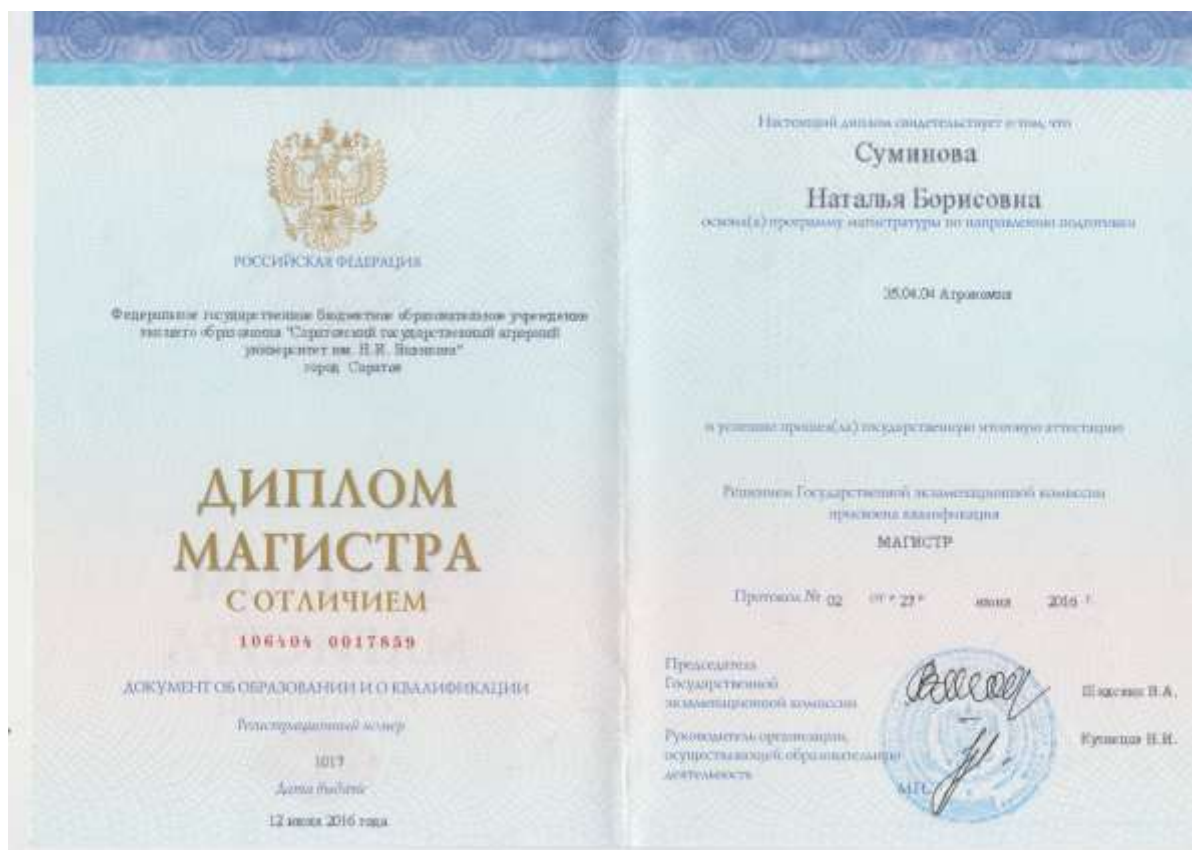 РОССИЙСКАЯ ФЕДЕРАЦИЯ
Федеральное государственное бюджетное образовательное учреждение
высшего образования "Саратовский государственный аграрный
университет им. Н.И. Вавилова"
город Саратов
ДИПЛОМ
МАГИСТРА
С ОТЛИЧИЕМ
106404 0017859
ДОКУМЕНТ ОБ ОБРАЗОВАНИИ И О КВАЛИФИКАЦИИ
Регистрационный номер
Дата выдачи
12 июля 2016 года
Настоящий диплом свидетельствует о том, что
Суминова
Наталья Борисовна
освоил(а) программу магистратуры по направлению подготовки
35.04.04 Агрономия
и успешно прошел(ла) государственную итоговую аттестацию
Решением Государственной экзаменационной комиссии
присвоена квалификация
МАГИСТР
Протокол № 02 от « 27 » июня 2016 г.
Председатель
Государственной
экзаменационной комиссии
В.А.
Руководитель организации,
осуществляющей образовательную
деятельность
Кузнецов Н.И.
М.П.